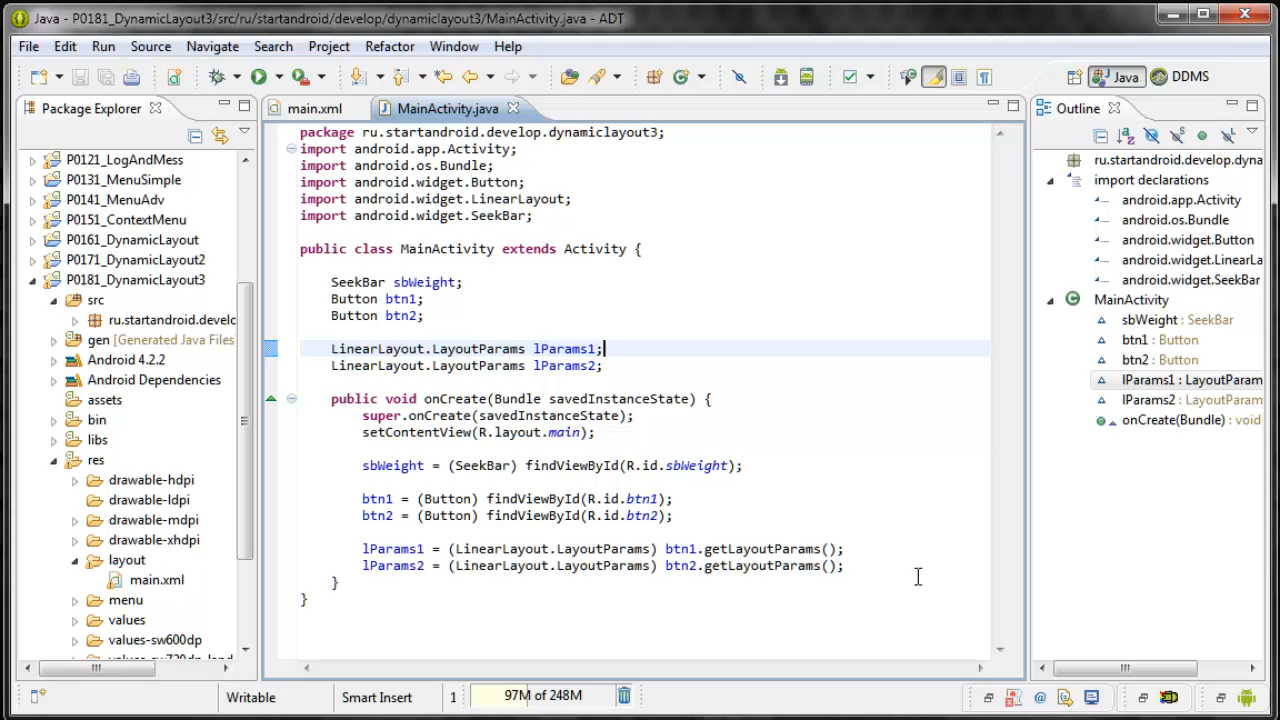 Java - P0181_DynamicLayout3/src/ru/startandroid/develop/dynamiclayout3/MainActivity.java - ADT
File Edit Run Source Navigate Search Project Refactor Window Help
Java DDMS
Package Explorer
P0121_LogAndMess
P0131_MenuSimple
P0141_MenuAdv
P0151_ContextMenu
P0161_DynamicLayout
P0171_DynamicLayout2
P0181_DynamicLayout3
src
ru.startandroid.develc
gen [Generated Java Files
Android 4.2.2
Android Dependencies
assets
bin
libs
res
drawable-hdpi
drawable-ldpi
drawable-mdpi
drawable-xhdpi
layout
main.xml
menu
values
values-sw600dp
main.xml MainActivity.java
package ru.startandroid.develop.dynamiclayout3;
import android.app.Activity;
import android.os.Bundle;
import android.widget.Button;
import android.widget.LinearLayout;
import android.widget.SeekBar;
public class MainActivity extends Activity {
SeekBar sbWeight;
Button btn1;
Button btn2;
LinearLayout.LayoutParams lParams1;
LinearLayout.LayoutParams lParams2;
public void onCreate(Bundle savedInstanceState) {
super.onCreate(savedInstanceState);
setContentView(R.layout.main);
sbWeight = (SeekBar) findViewById(R.id.sbWeight);
btn1 = (Button) findViewById(R.id.btn1);
btn2 = (Button) findViewById(R.id.btn2);
lParams1 = (LinearLayout.LayoutParams) btn1.getLayoutParams();
lParams2 = (LinearLayout.LayoutParams) btn2.getLayoutParams();
}
}
Outline
ru.startandroid.develop.dyna
import declarations
android.app.Activity
android.os.Bundle
android.widget.Button
android.widget.LinearLa
android.widget.SeekBar
MainActivity
sbWeight : SeekBar
btn1 : Button
btn2 : Button
lParams1 : LayoutParam
lParams2 : LayoutParam
onCreate(Bundle) : void
Writable Smart Insert 1 97M of 248M